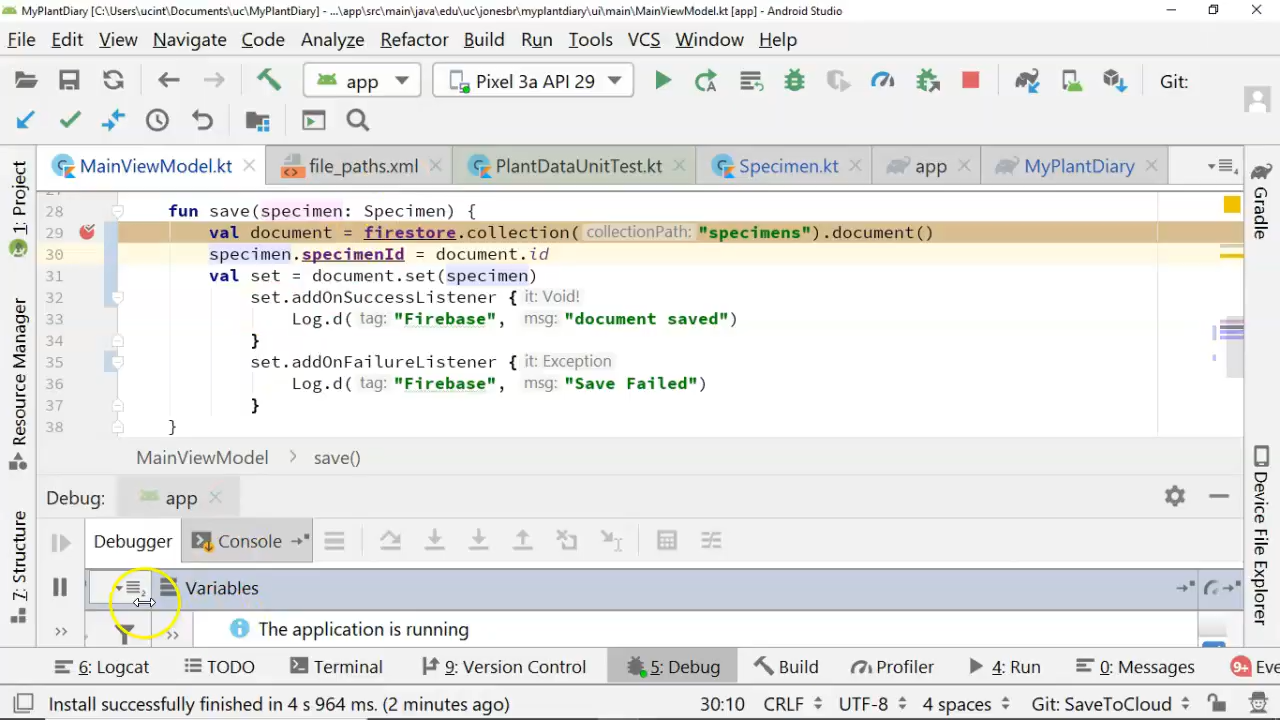 MyPlantDiary [C:\Users\ucint\Documents\uc\MyPlantDiary] - ...\app\src\main\java\edu\uc\jonesbr\myplantdiary\ui\main\MainViewModel.kt [app] - Android Studio
File Edit View Navigate Code Analyze Refactor Build Run Tools VCS Window Help
app Pixel 3a API 29 Git:
MainViewModel.kt file_paths.xml PlantDataUnitTest.kt Specimen.kt app MyPlantDiary
1: Project
Resource Manager
7: Structure
28 fun save(specimen: Specimen) {
29 val document = firestore.collection( collectionPath: "specimens").document()
30 specimen.specimenId = document.id
31 val set = document.set(specimen)
32 set.addOnSuccessListener { it: Void!
33 Log.d( tag: "Firebase", msg: "document saved")
34 }
35 set.addOnFailureListener { it: Exception
36 Log.d( tag: "Firebase", msg: "Save Failed")
37 }
38 }
Gradle
Device File Explorer
MainViewModel > save()
Debug: app
Debugger Console
Variables
The application is running
6: Logcat TODO Terminal 9: Version Control 5: Debug Build Profiler 4: Run 0: Messages 9+ Eve
Install successfully finished in 4 s 964 ms. (2 minutes ago) 30:10 CRLF UTF-8 4 spaces Git: SaveToCloud